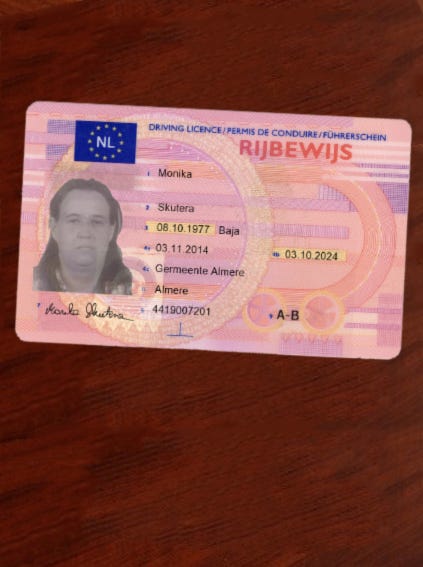 NL
DRIVING LICENCE/PERMIS DE CONDUIRE/FÜHRERSCHEIN
RIJBEWIJS
1 Monika
2 Skutera
3 08.10.1977 Baja
4a 03.11.2014 4b 03.10.2024
4c Germeente Almere
Almere
5 4419007201 9 A-B
7 Monika Skutera